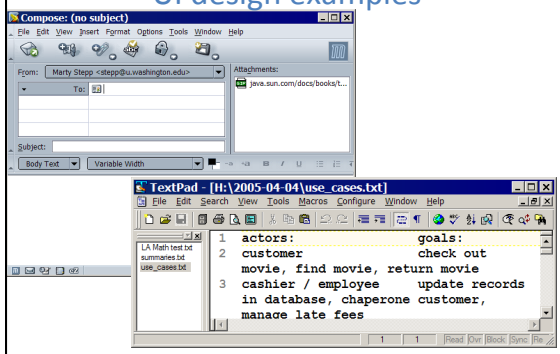 UI design examples
Compose: (no subject)
File Edit View Insert Format Options Tools Window Help
From: Marty Stepp <stepp@u.washington.edu>
Attachments:
To:
java.sun.com/docs/books/t...
Subject:
Body Text Variable Width
-a +a B I U
TextPad - [H:\2005-04-04\use_cases.txt]
File Edit Search View Tools Macros Configure Window Help
LA Math test.txt
summaries.txt
use_cases.txt
1 actors: goals:
2 customer check out
movie, find movie, return movie
3 cashier / employee update records
in database, chaperone customer,
manage late fees
1 1 Read Ovr Block Sync Re